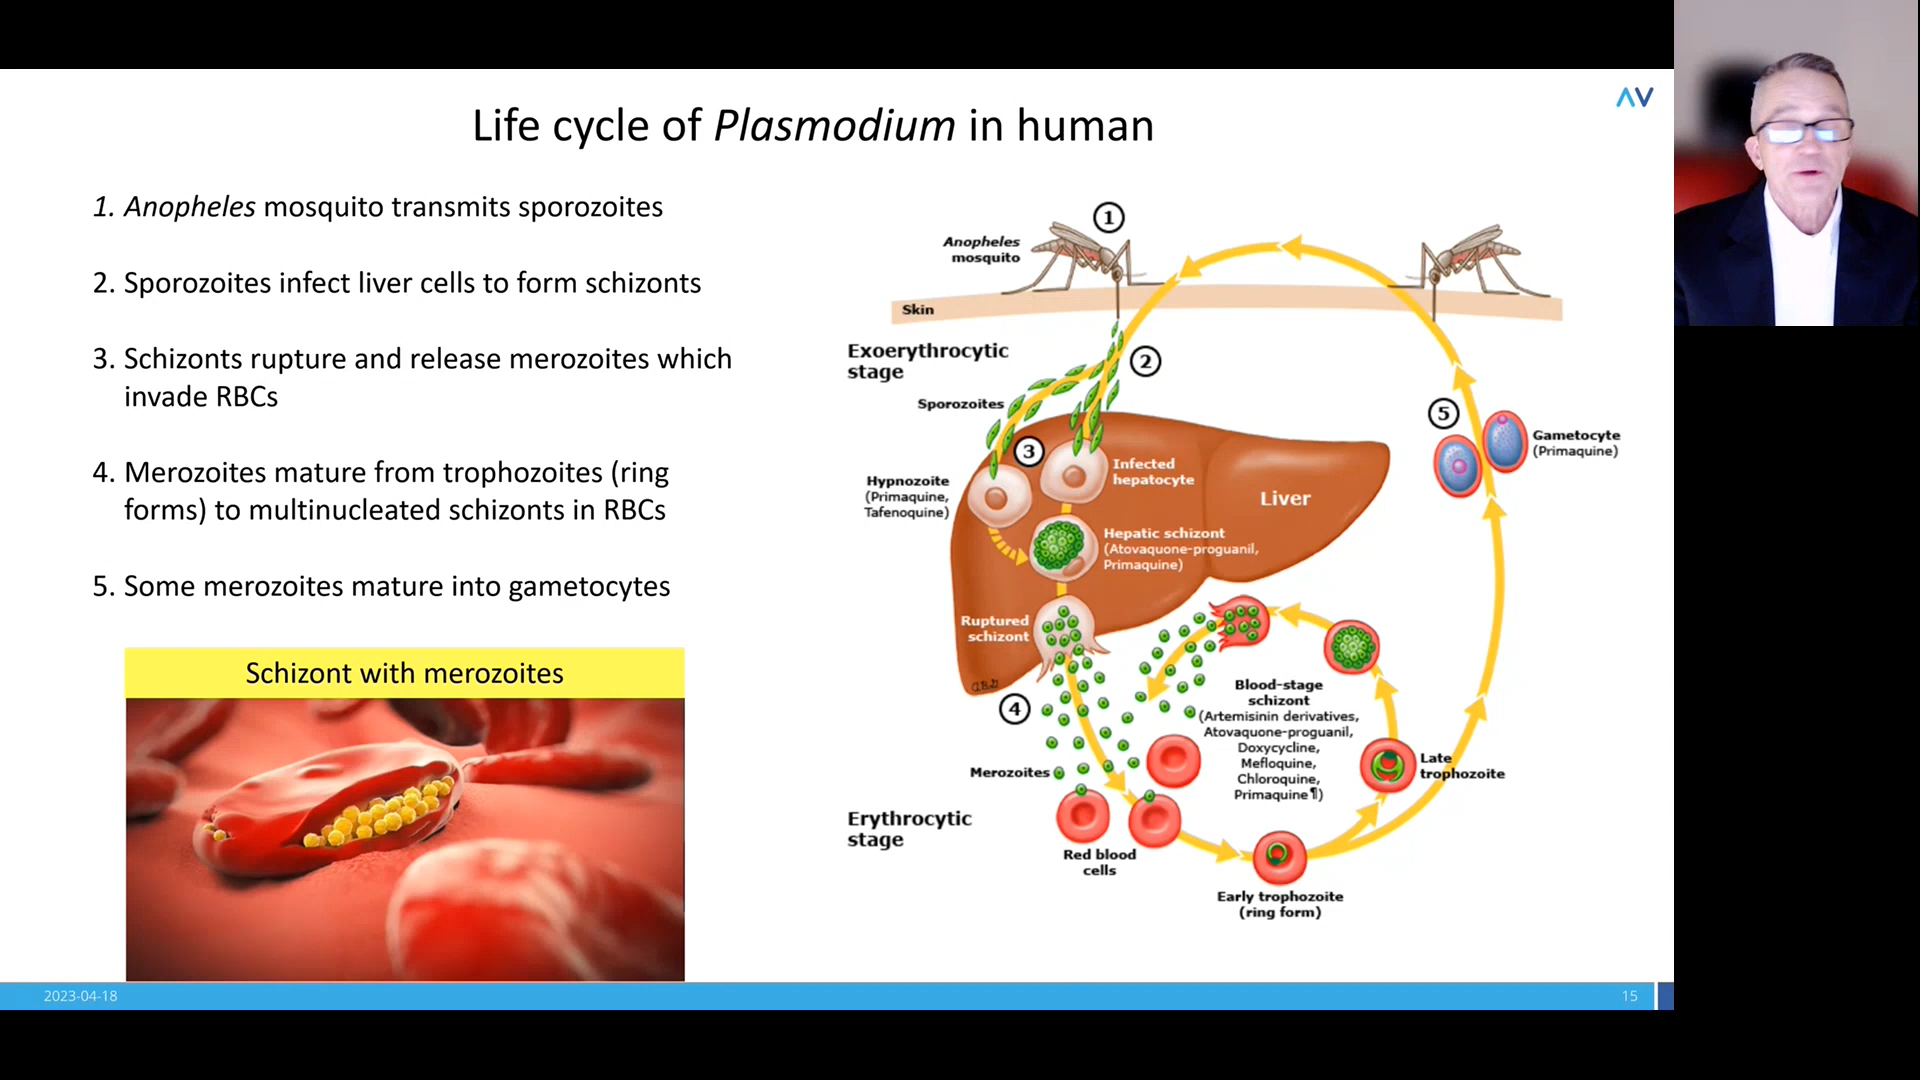 Life cycle of Plasmodium in human
1. Anopheles mosquito transmits sporozoites
2. Sporozoites infect liver cells to form schizonts
3. Schizonts rupture and release merozoites which
invade RBCs
4. Merozoites mature from trophozoites (ring
forms) to multinucleated schizonts in RBCs
5. Some merozoites mature into gametocytes
Schizont with merozoites
1
Anopheles
mosquito
Skin
Exoerythrocytic
stage
2
Sporozoites
3
Hypnozoite
(Primaquine,
Tafenoquine)
Infected
hepatocyte
Liver
Hepatic schizont
(Atovaquone-proguanil,
Primaquine)
Ruptured
schizont
4
Merozoites
Erythrocytic
stage
Red blood
cells
Early trophozoite
(ring form)
Late
trophozoite
Blood-stage
schizont
(Artemisinin derivatives,
Atovaquone-proguanil,
Doxycycline,
Mefloquine,
Chloroquine,
Primaquine¶)
5
Gametocyte
(Primaquine)
2023-04-18
15